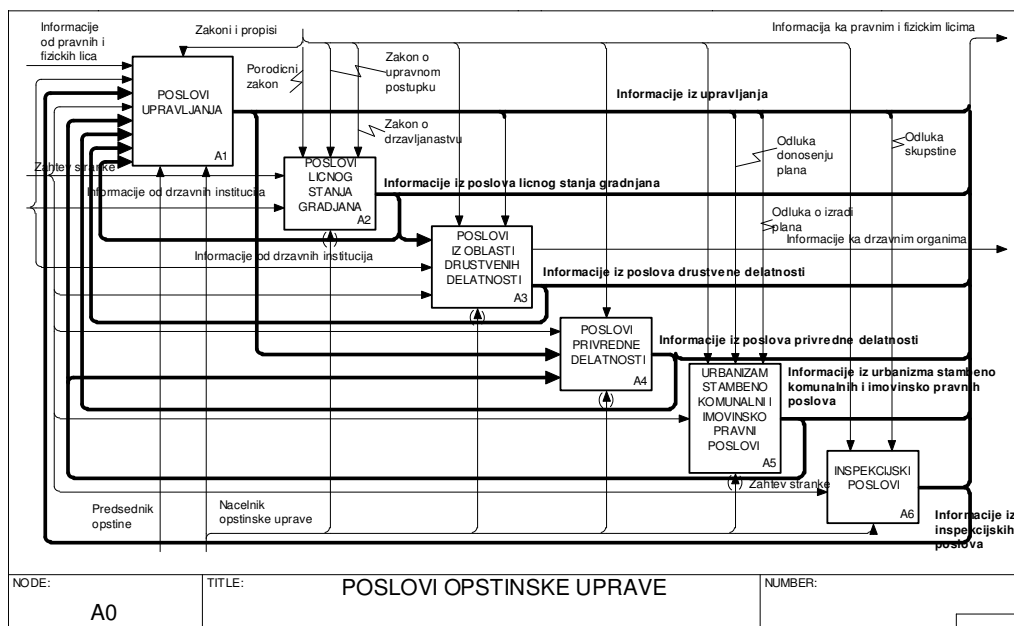 Informacije
od pravnih i
fizickih lica
Zakoni i propisi
Informacija ka pravnim i fizickim licima
Porodicni
zakon
Zakon o
upravnom
postupku
POSLOVI
UPRAVLJANJA
A1
Informacije iz upravljanja
Zakon o
drzavljanastvu
Odluka
donosenju
plana
Odluka
skupstine
Zahtev stranke
POSLOVI
LICNOG
STANJA
GRADJANA
A2
Informacije od drzavnih institucija
Informacije iz poslova licnog stanja gradnjana
Odluka o izradi
plana
Informacije ka drzavnim organima
Informacije od drzavnih institucija
POSLOVI
IZ OBLASTI
DRUSTVENIH
DELATNOSTI
A3
Informacije iz poslova drustvene delatnosti
POSLOVI
PRIVREDNE
DELATNOSTI
A4
Informacije iz poslova privredne delatnosti
URBANIZAM
STAMBENO
KOMUNALNI I
IMOVINSKO
PRAVNI
POSLOVI
A5
Informacije iz urbanizma stambeno
komunalnih i imovinsko pravnih
poslova
Zahtev stranke
INSPEKCIJSKI
POSLOVI
A6
Informacije iz
inspekcijskih
poslova
Predsednik
opstine
Nacelnik
opstinske uprave
NODE:
A0
TITLE:
POSLOVI OPSTINSKE UPRAVE
NUMBER: